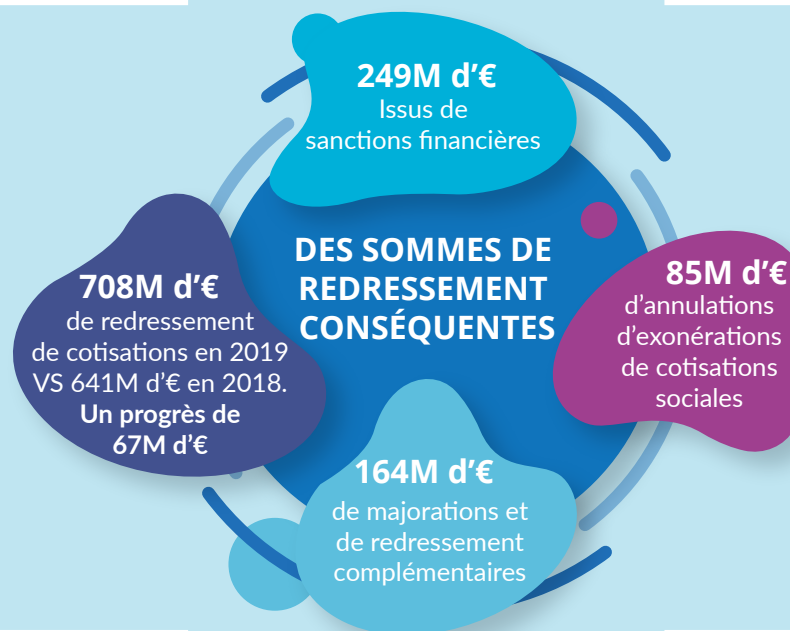 249M d'€
Issus de
sanctions financières
DES SOMMES DE
REDRESSEMENT
CONSÉQUENTES
708M d'€
de redressement
de cotisations en 2019
VS 641M d'€ en 2018.
Un progrès de
67M d'€
85M d'€
d'annulations
d'exonérations
de cotisations
sociales
164M d'€
de majorations et
de redressement
complémentaires